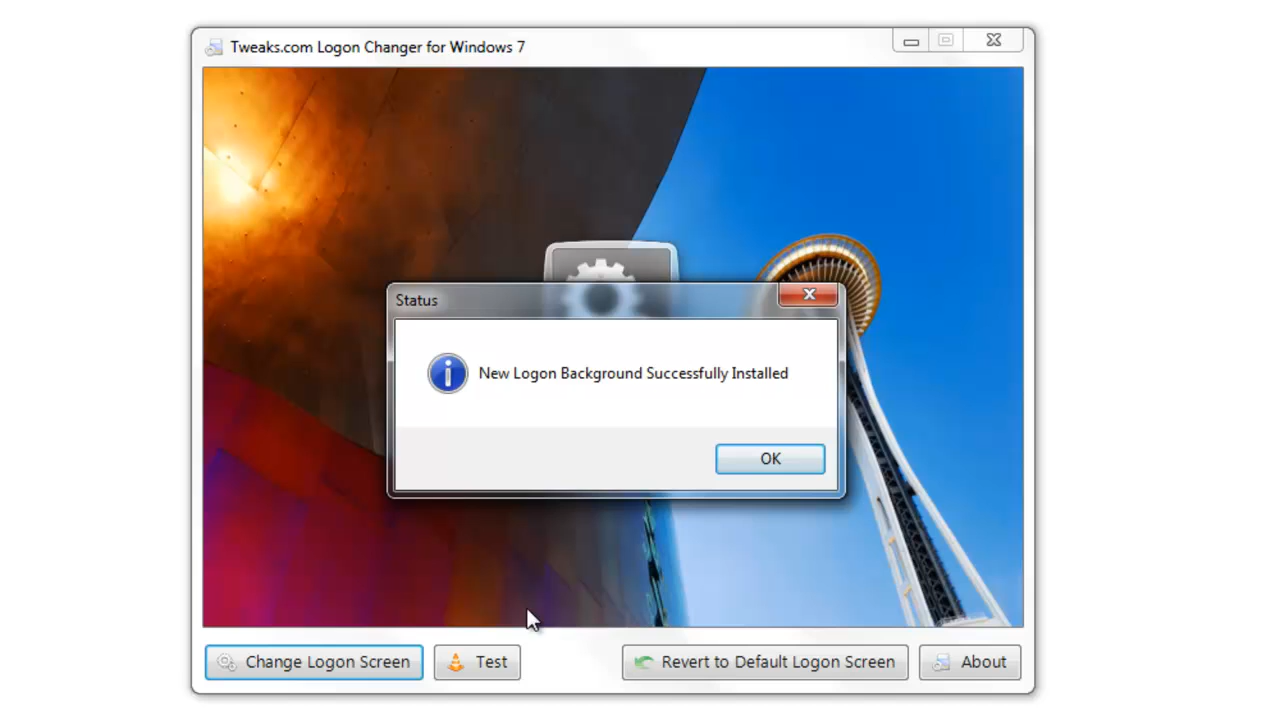 Tweaks.com Logon Changer for Windows 7
Status
New Logon Background Successfully Installed
OK
Change Logon Screen
Test
Revert to Default Logon Screen
About